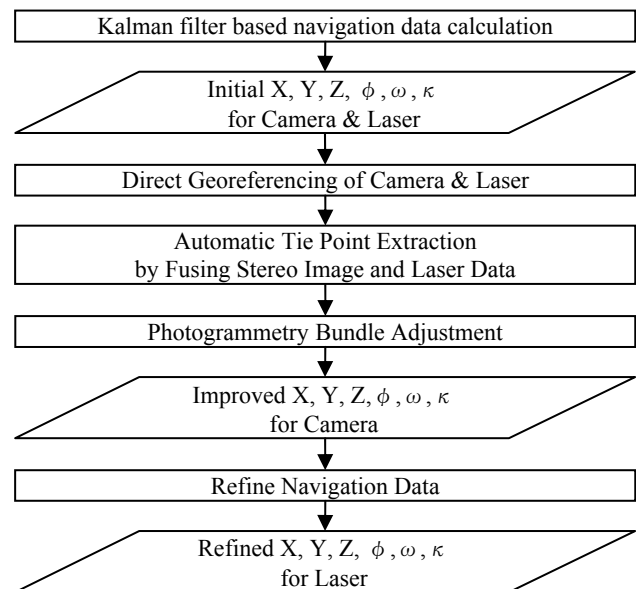 Kalman filter based navigation data calculation
Initial X, Y, Z, ϕ, ω, κ
for Camera & Laser
Direct Georeferencing of Camera & Laser
Automatic Tie Point Extraction
by Fusing Stereo Image and Laser Data
Photogrammetry Bundle Adjustment
Improved X, Y, Z, ϕ, ω, κ
for Camera
Refine Navigation Data
Refined X, Y, Z, ϕ, ω, κ
for Laser